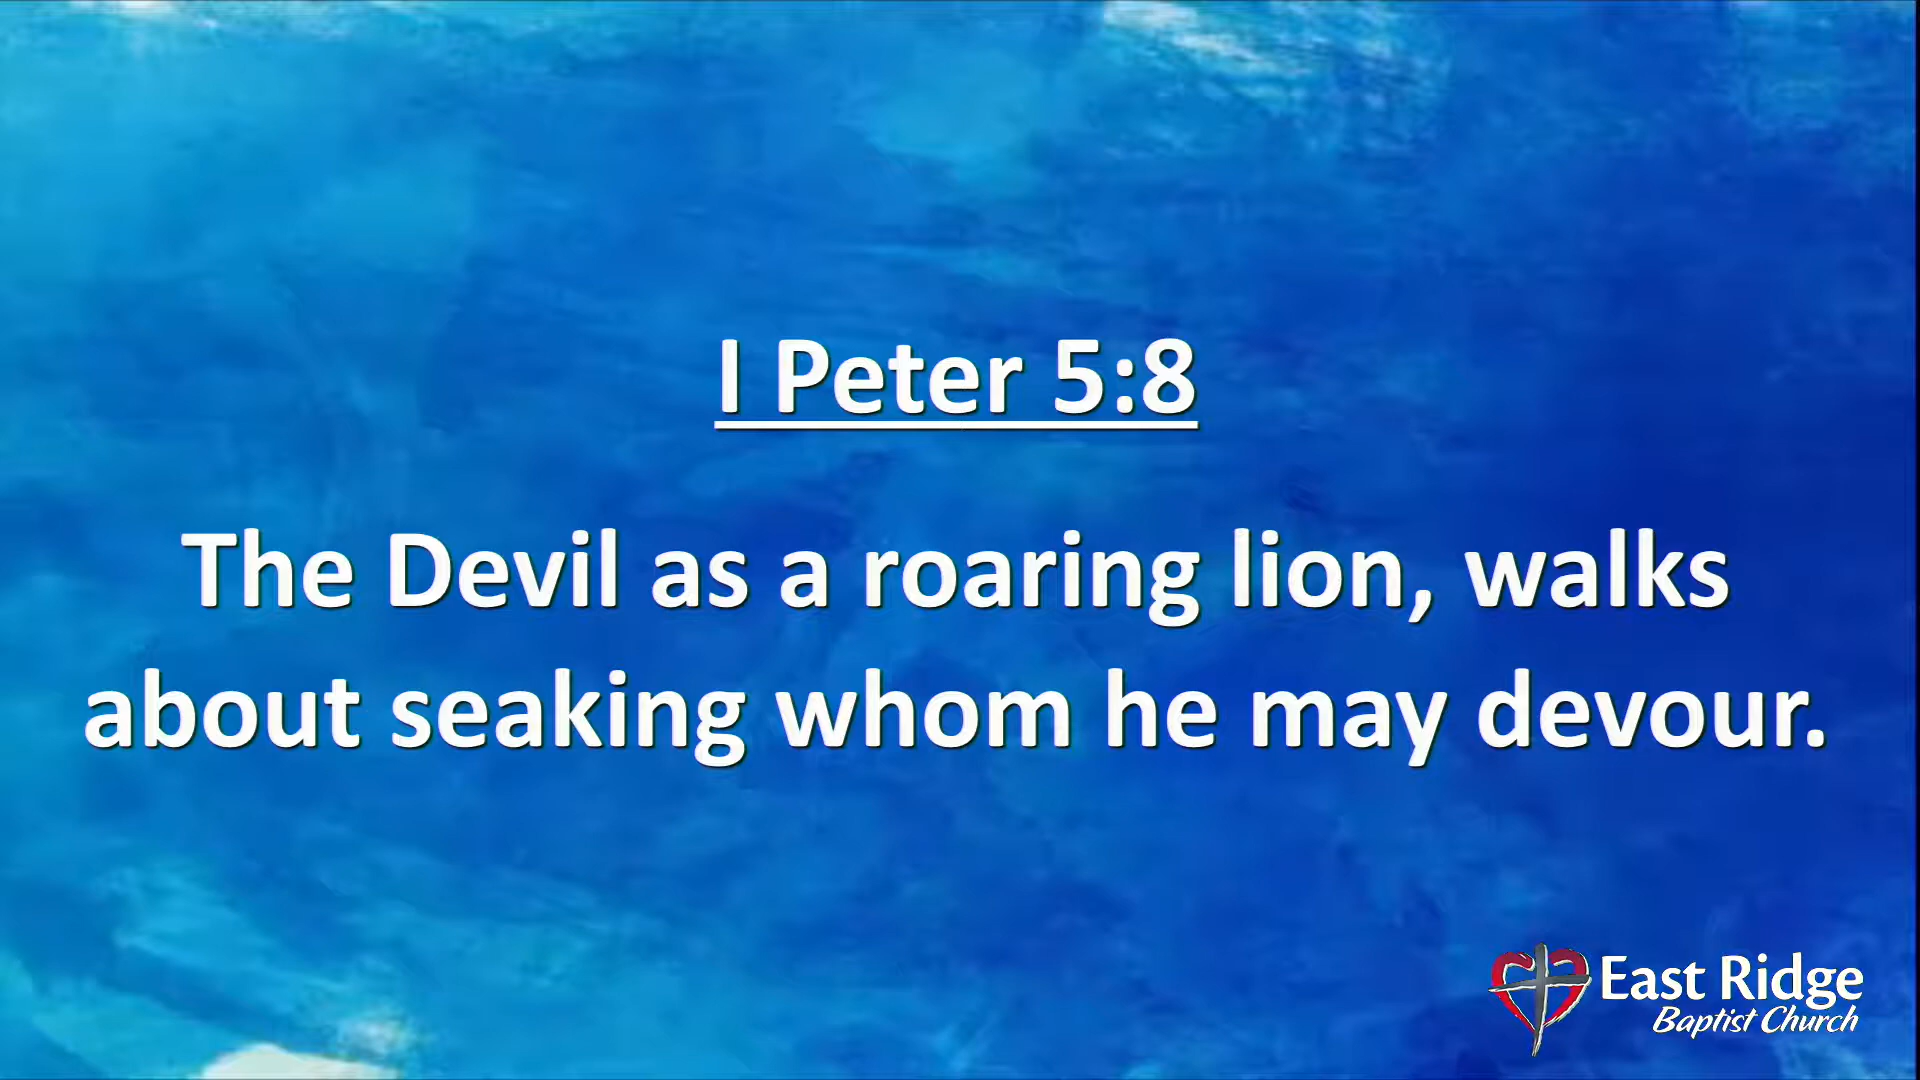 I Peter 5:8
The Devil as a roaring lion, walks
about seaking whom he may devour.
East Ridge
Baptist Church